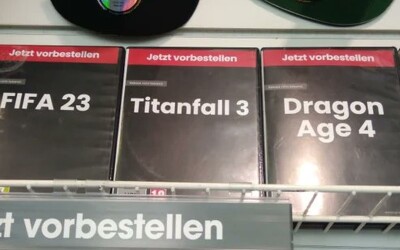 Jetzt vorbestellen
Jetzt vorbestellen
Jetzt vorbestellen
FIFA 23
Titanfall 3
Dragon
Age 4
zt vorbestellen